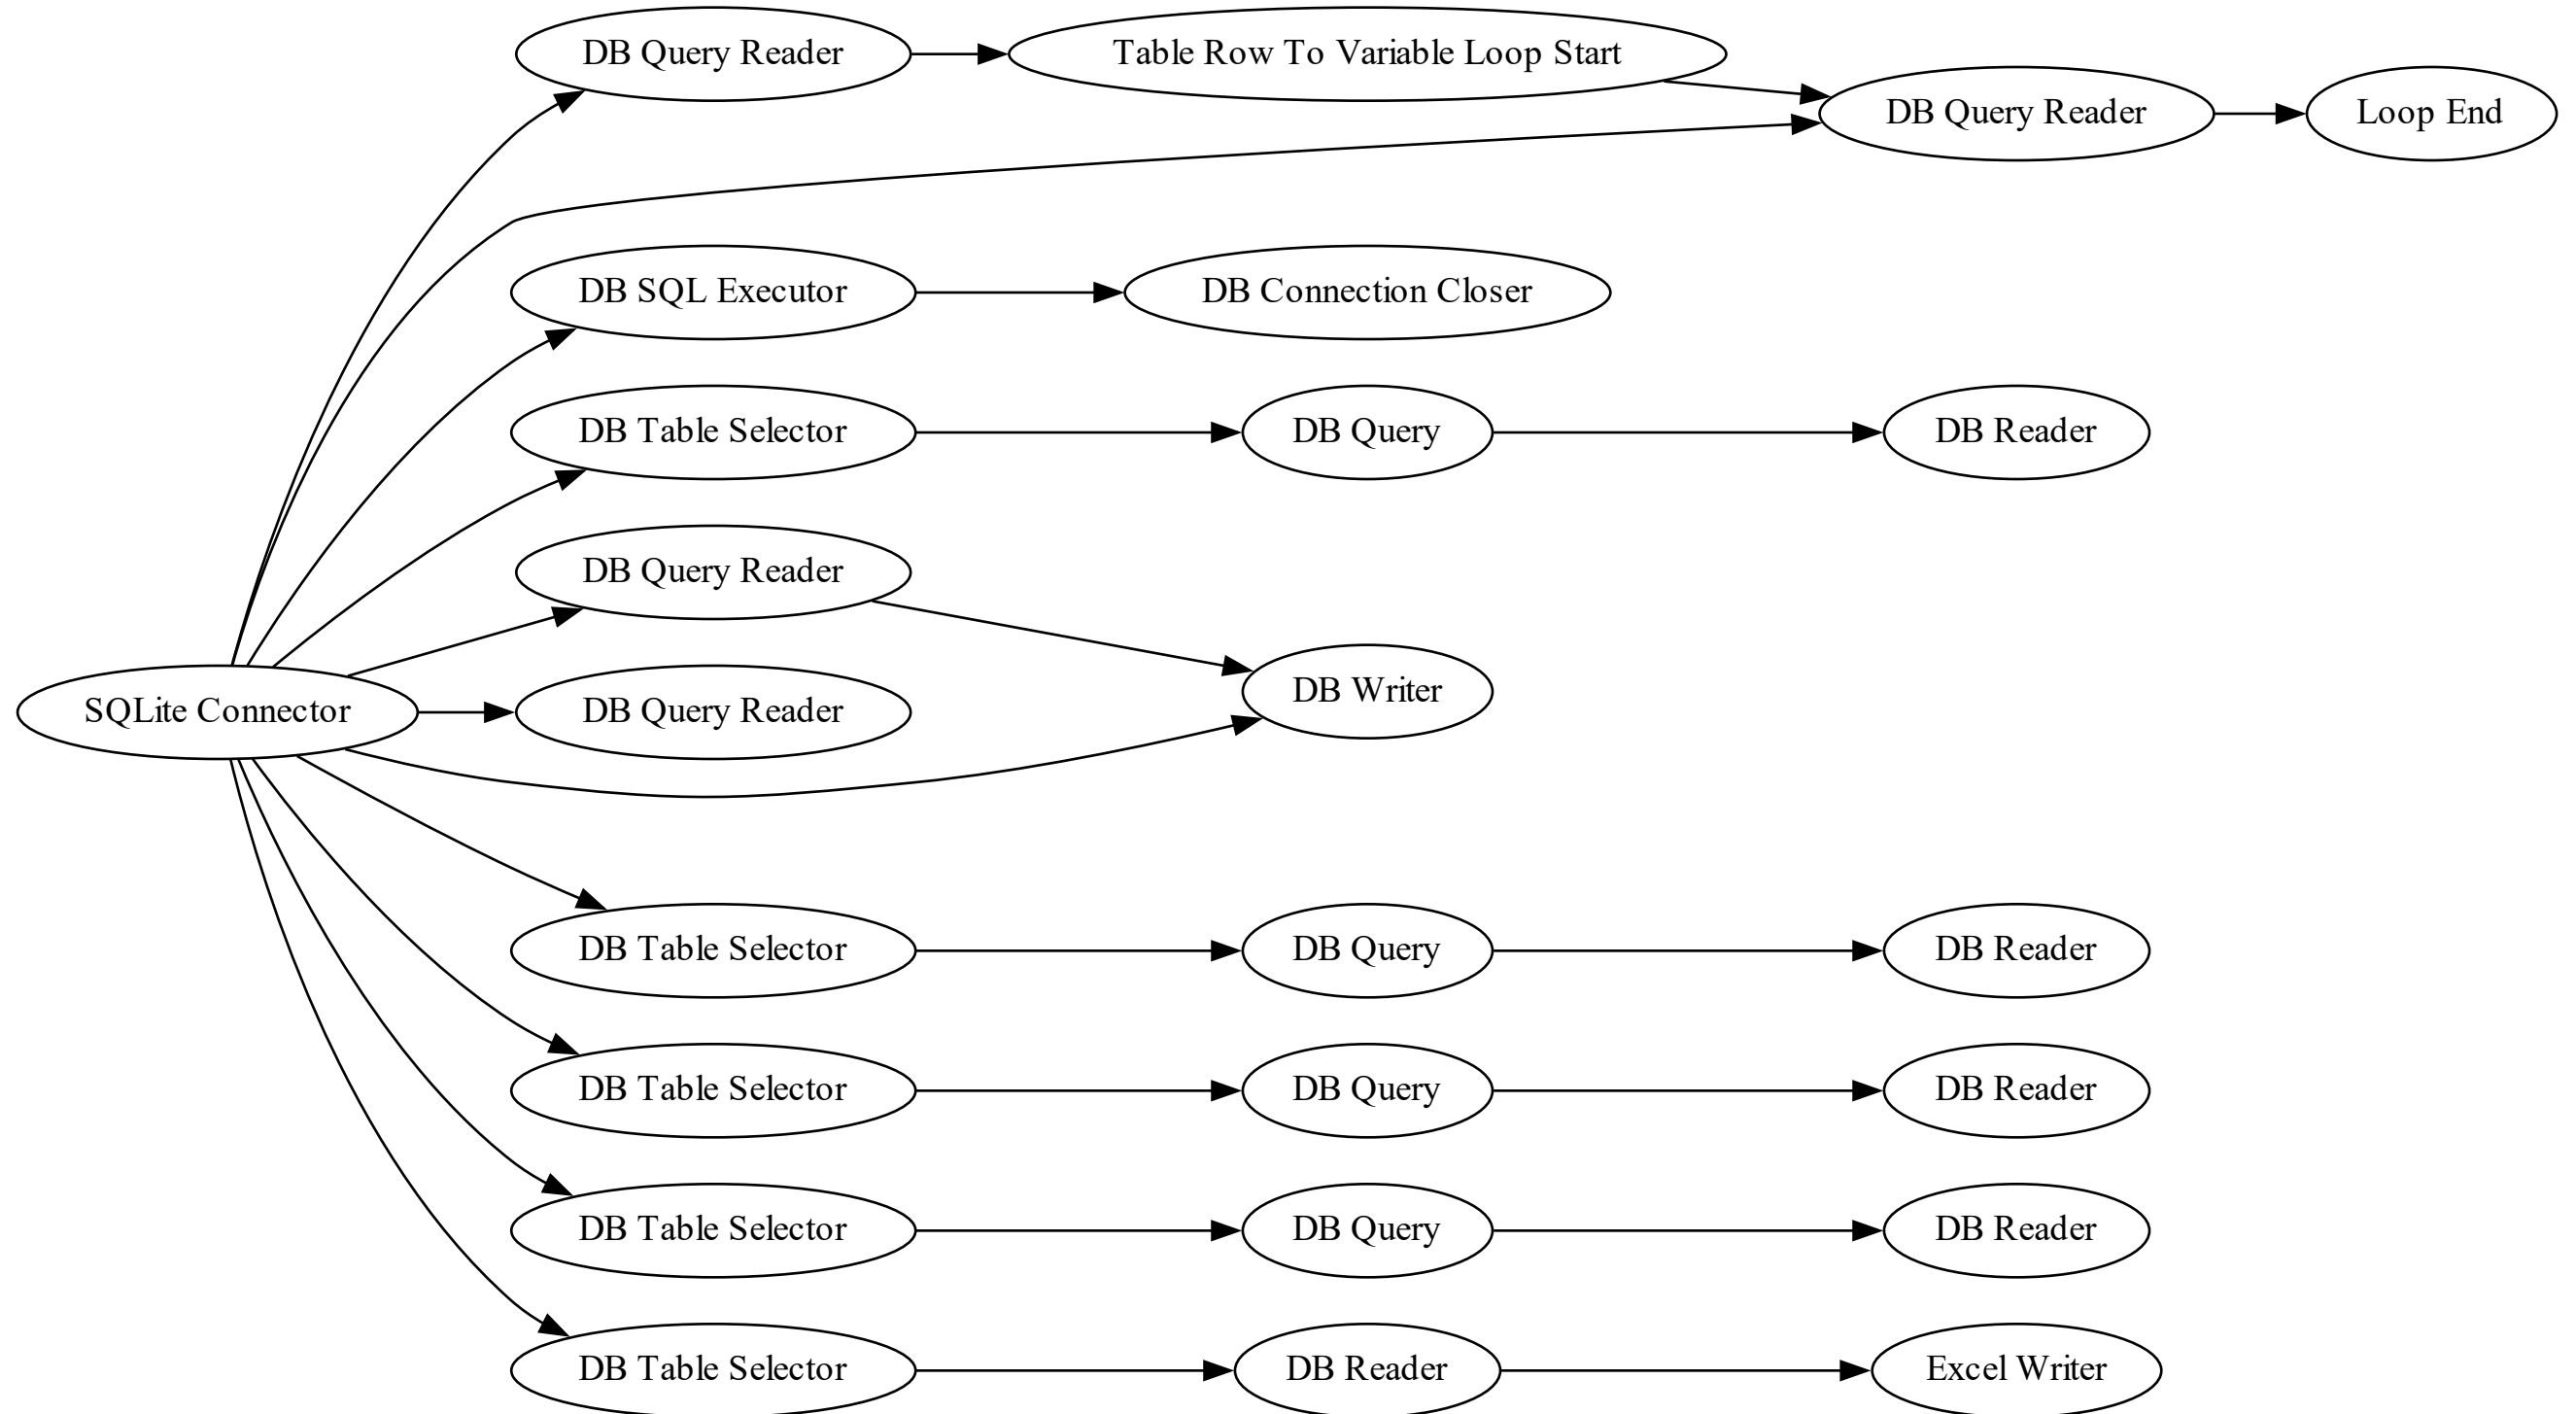 DB Query Reader
Table Row To Variable Loop Start
DB Query Reader
Loop End
DB SQL Executor
DB Connection Closer
DB Table Selector
DB Query
DB Reader
DB Query Reader
DB Writer
SQLite Connector
DB Query Reader
DB Table Selector
DB Query
DB Reader
DB Table Selector
DB Query
DB Reader
DB Table Selector
DB Query
DB Reader
DB Table Selector
DB Reader
Excel Writer